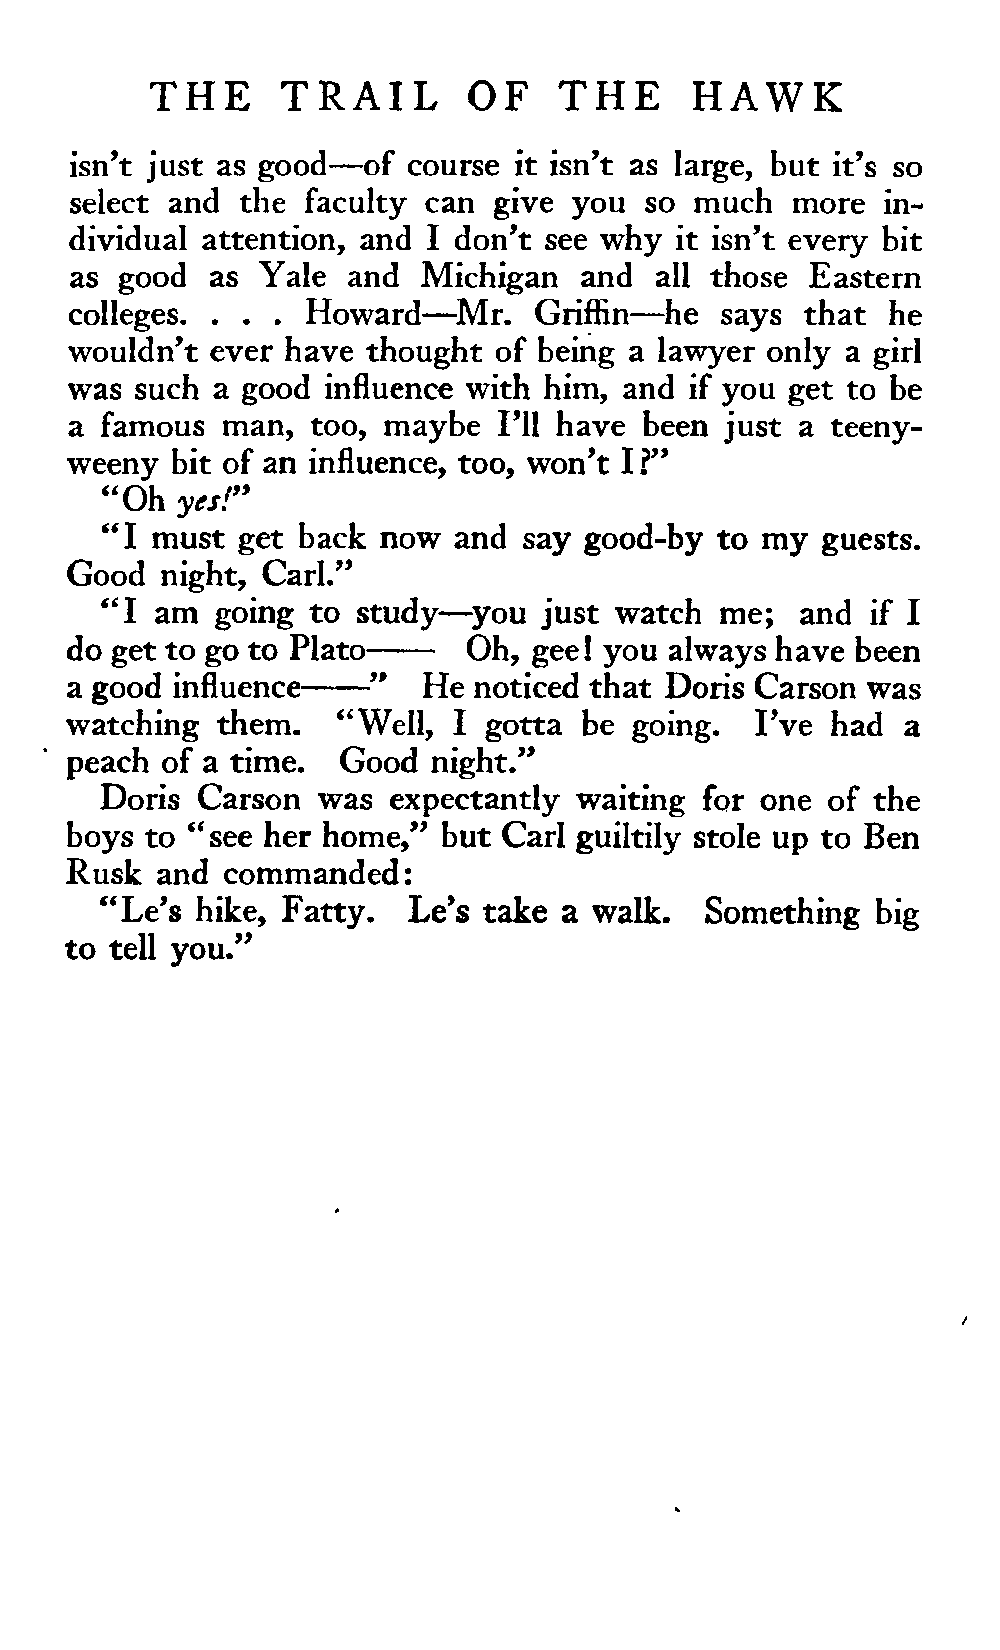 THE TRAIL OF THE HAWK
isn't just as good—of course it isn't as large, but it's so
select and the faculty can give you so much more in-
dividual attention, and I don't see why it isn't every bit
as good as Yale and Michigan and all those Eastern
colleges. . . . Howard—Mr. Griffin—he says that he
wouldn't ever have thought of being a lawyer only a girl
was such a good influence with him, and if you get to be
a famous man, too, maybe I'll have been just a teeny-
weeny bit of an influence, too, won't I?"
"Oh yes!"
"I must get back now and say good-by to my guests.
Good night, Carl."
"I am going to study—you just watch me; and if I
do get to go to Plato—— Oh, gee! you always have been
a good influence——" He noticed that Doris Carson was
watching them. "Well, I gotta be going. I've had a
peach of a time. Good night."
Doris Carson was expectantly waiting for one of the
boys to "see her home," but Carl guiltily stole up to Ben
Rusk and commanded:
"Le's hike, Fatty. Le's take a walk. Something big
to tell you."